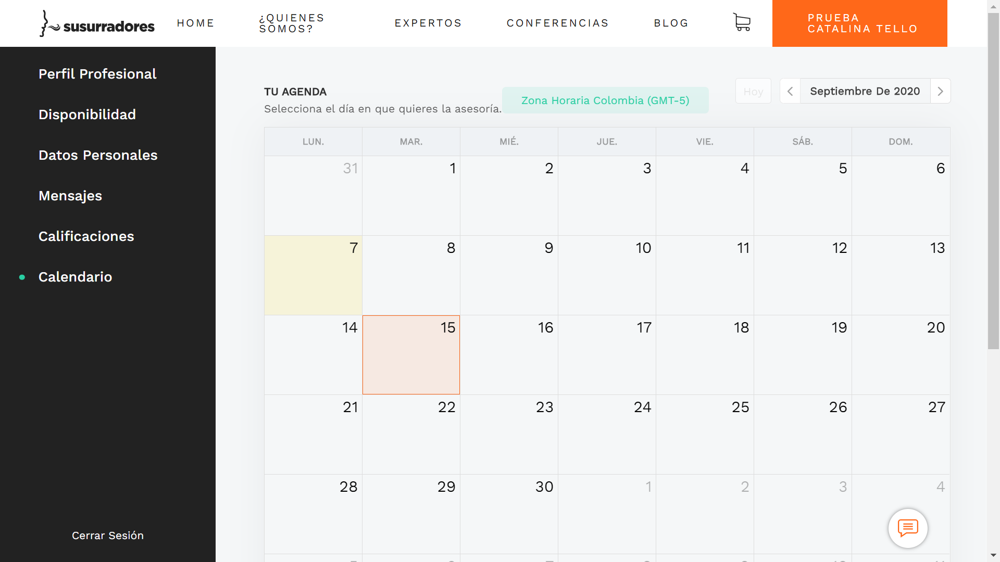 susurradores
HOME
¿QUIENES
SOMOS?
EXPERTOS
CONFERENCIAS
BLOG
PRUEBA
CATALINA TELLO
Perfil Profesional
Disponibilidad
Datos Personales
Mensajes
Calificaciones
Calendario
Cerrar Sesión
TU AGENDA
Selecciona el día en que quieres la asesoría.
Zona Horaria Colombia (GMT-5)
Hoy
Septiembre De 2020
LUN. MAR. MIÉ. JUE. VIE. SÁB. DOM.
31 1 2 3 4 5 6
7 8 9 10 11 12 13
14 15 16 17 18 19 20
21 22 23 24 25 26 27
28 29 30 1 2 3 4